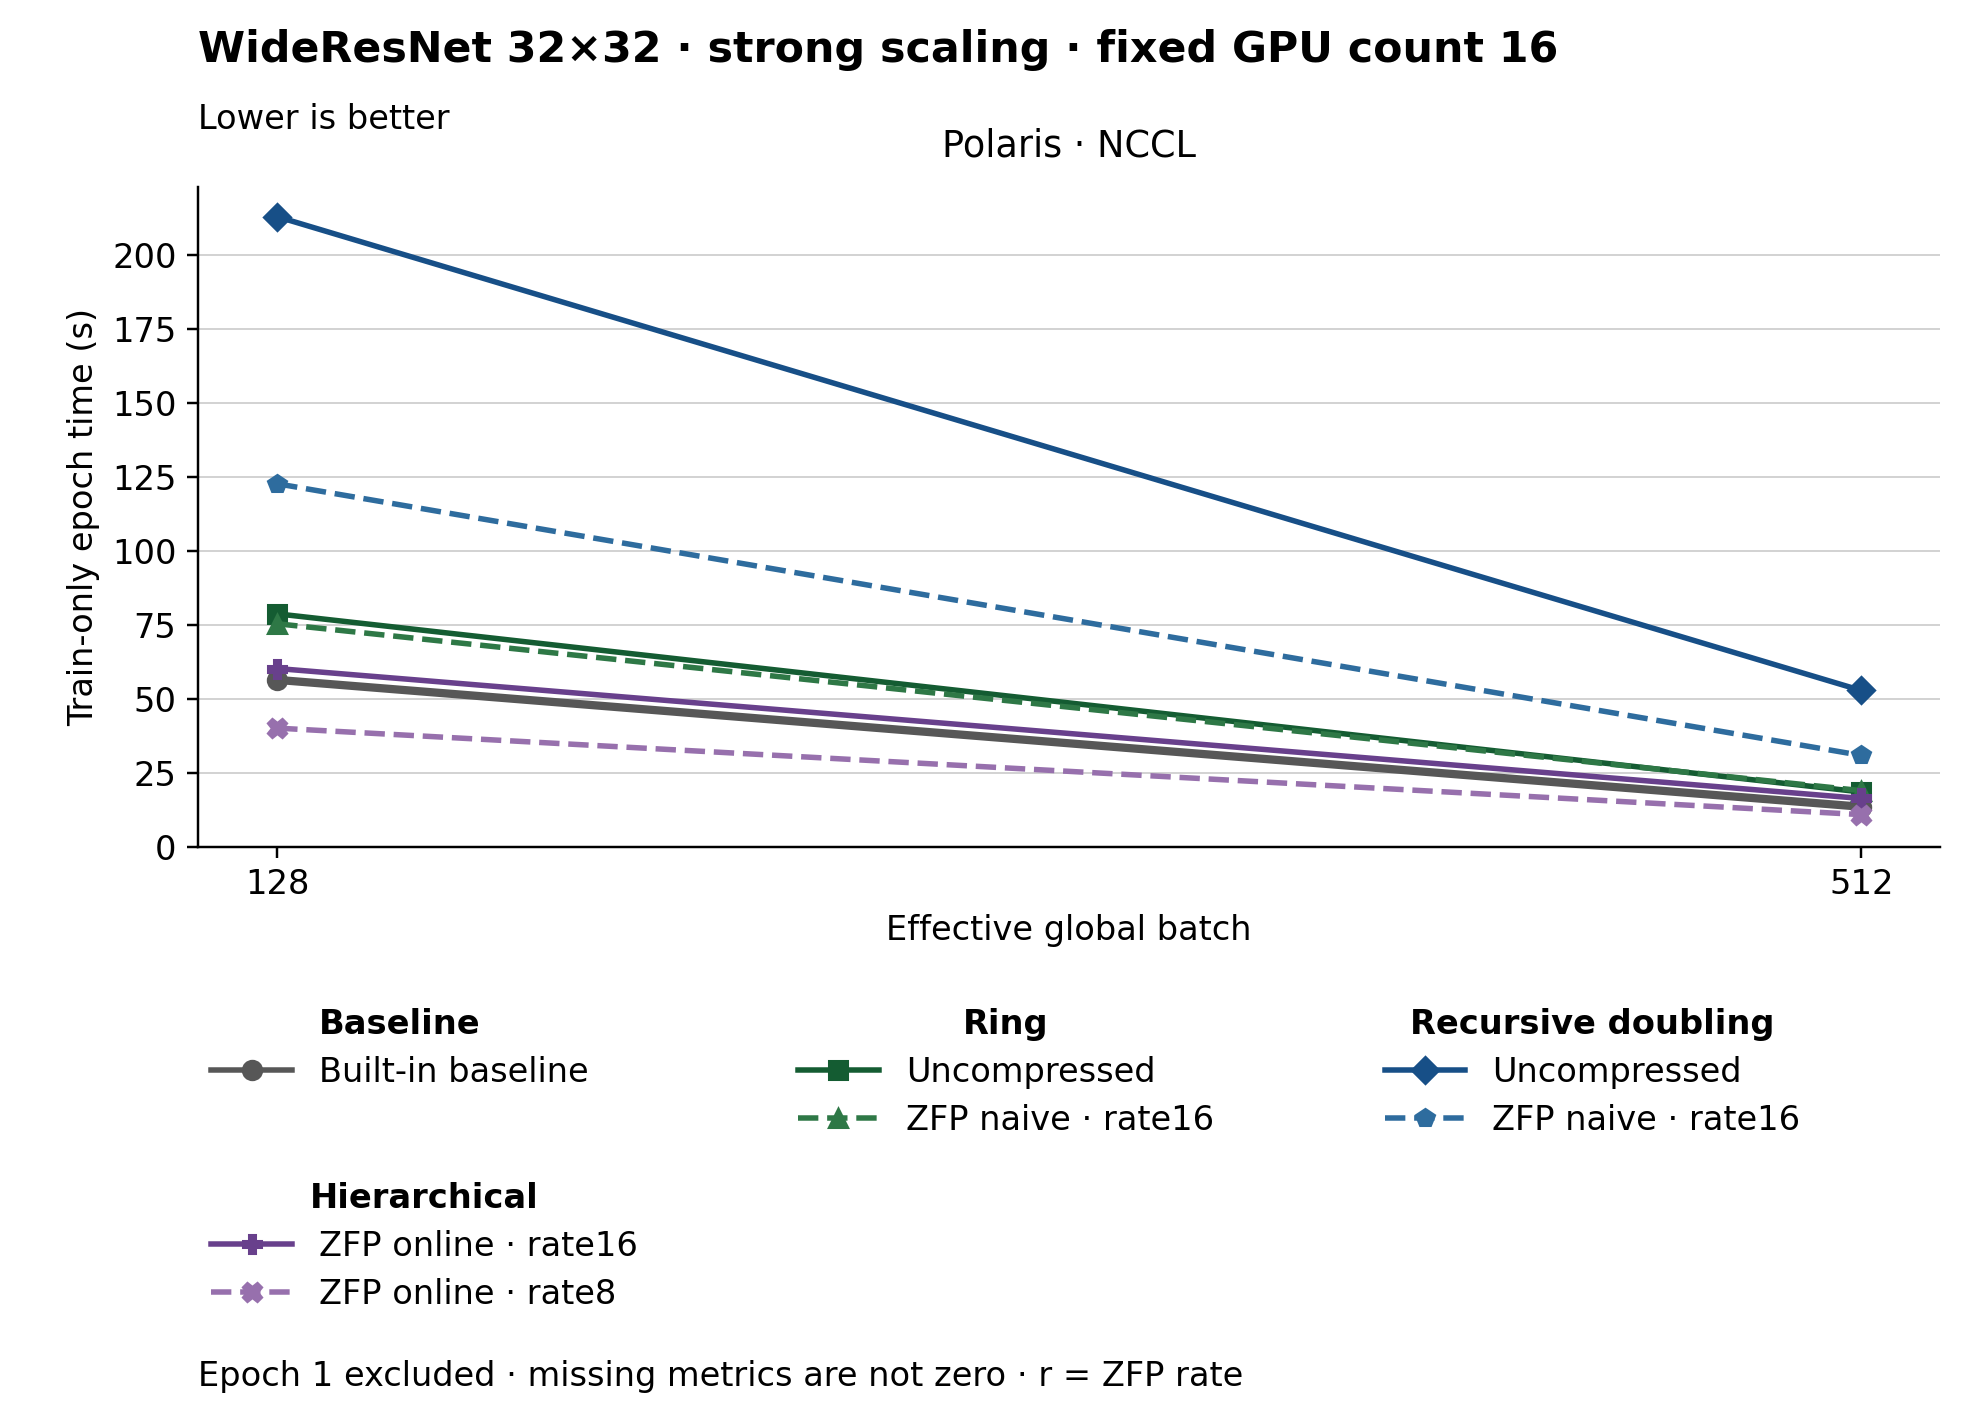 WideResNet 32×32 · strong scaling · fixed GPU count 16
Lower is better
Polaris · NCCL
Train-only epoch time (s)
200
175
150
125
100
75
50
25
0
128
512
Effective global batch
Baseline
Built-in baseline
Ring
Uncompressed
ZFP naive · rate16
Recursive doubling
Uncompressed
ZFP naive · rate16
Hierarchical
ZFP online · rate16
ZFP online · rate8
Epoch 1 excluded · missing metrics are not zero · r = ZFP rate